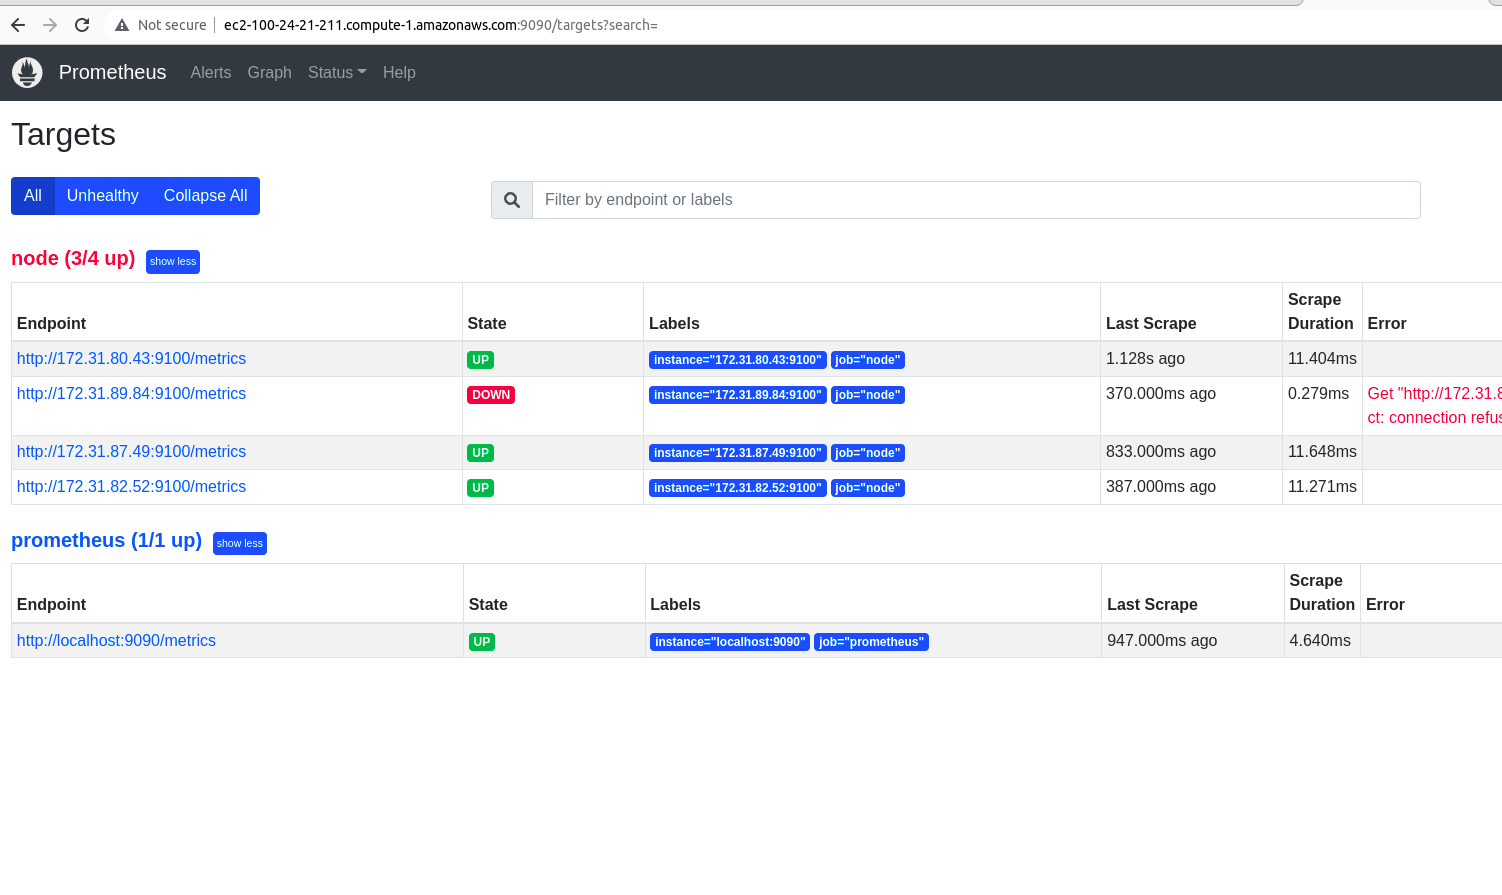 Not secure | ec2-100-24-21-211.compute-1.amazonaws.com:9090/targets?search=
Prometheus Alerts Graph Status Help
Targets
All Unhealthy Collapse All
Filter by endpoint or labels
node (3/4 up) show less
Endpoint State Labels Last Scrape Scrape Duration Error
http://172.31.80.43:9100/metrics UP instance="172.31.80.43:9100" job="node" 1.128s ago 11.404ms
http://172.31.89.84:9100/metrics DOWN instance="172.31.89.84:9100" job="node" 370.000ms ago 0.279ms Get "http://172.31.8
ct: connection refus
http://172.31.87.49:9100/metrics UP instance="172.31.87.49:9100" job="node" 833.000ms ago 11.648ms
http://172.31.82.52:9100/metrics UP instance="172.31.82.52:9100" job="node" 387.000ms ago 11.271ms
prometheus (1/1 up) show less
Endpoint State Labels Last Scrape Scrape Duration Error
http://localhost:9090/metrics UP instance="localhost:9090" job="prometheus" 947.000ms ago 4.640ms